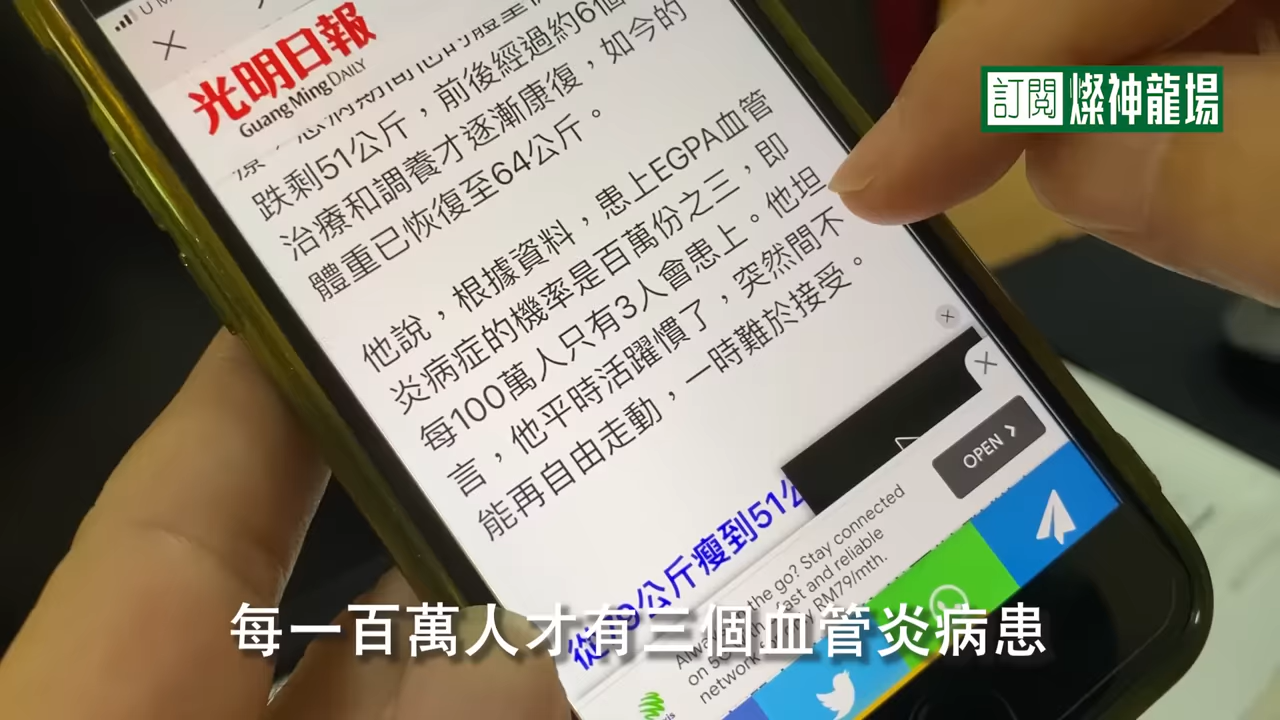 訂閱 燦神龍場
光明日報
GuangMing DAILY
跌剩51公斤，前後經過約6個
治療和調養才逐漸康復，如今的
體重已恢復至64公斤。
他說，根據資料，患上EGPA血管
炎病症的機率是百萬份之三，即
每100萬人只有3人會患上。他坦
言，他平時活躍慣了，突然間不
能再自由走動，一時難於接受。
公斤瘦到51公
OPEN
the go? Stay connected
on 5G
ast and reliable
network
RM79/mth.
每一百萬人才有三個血管炎病患